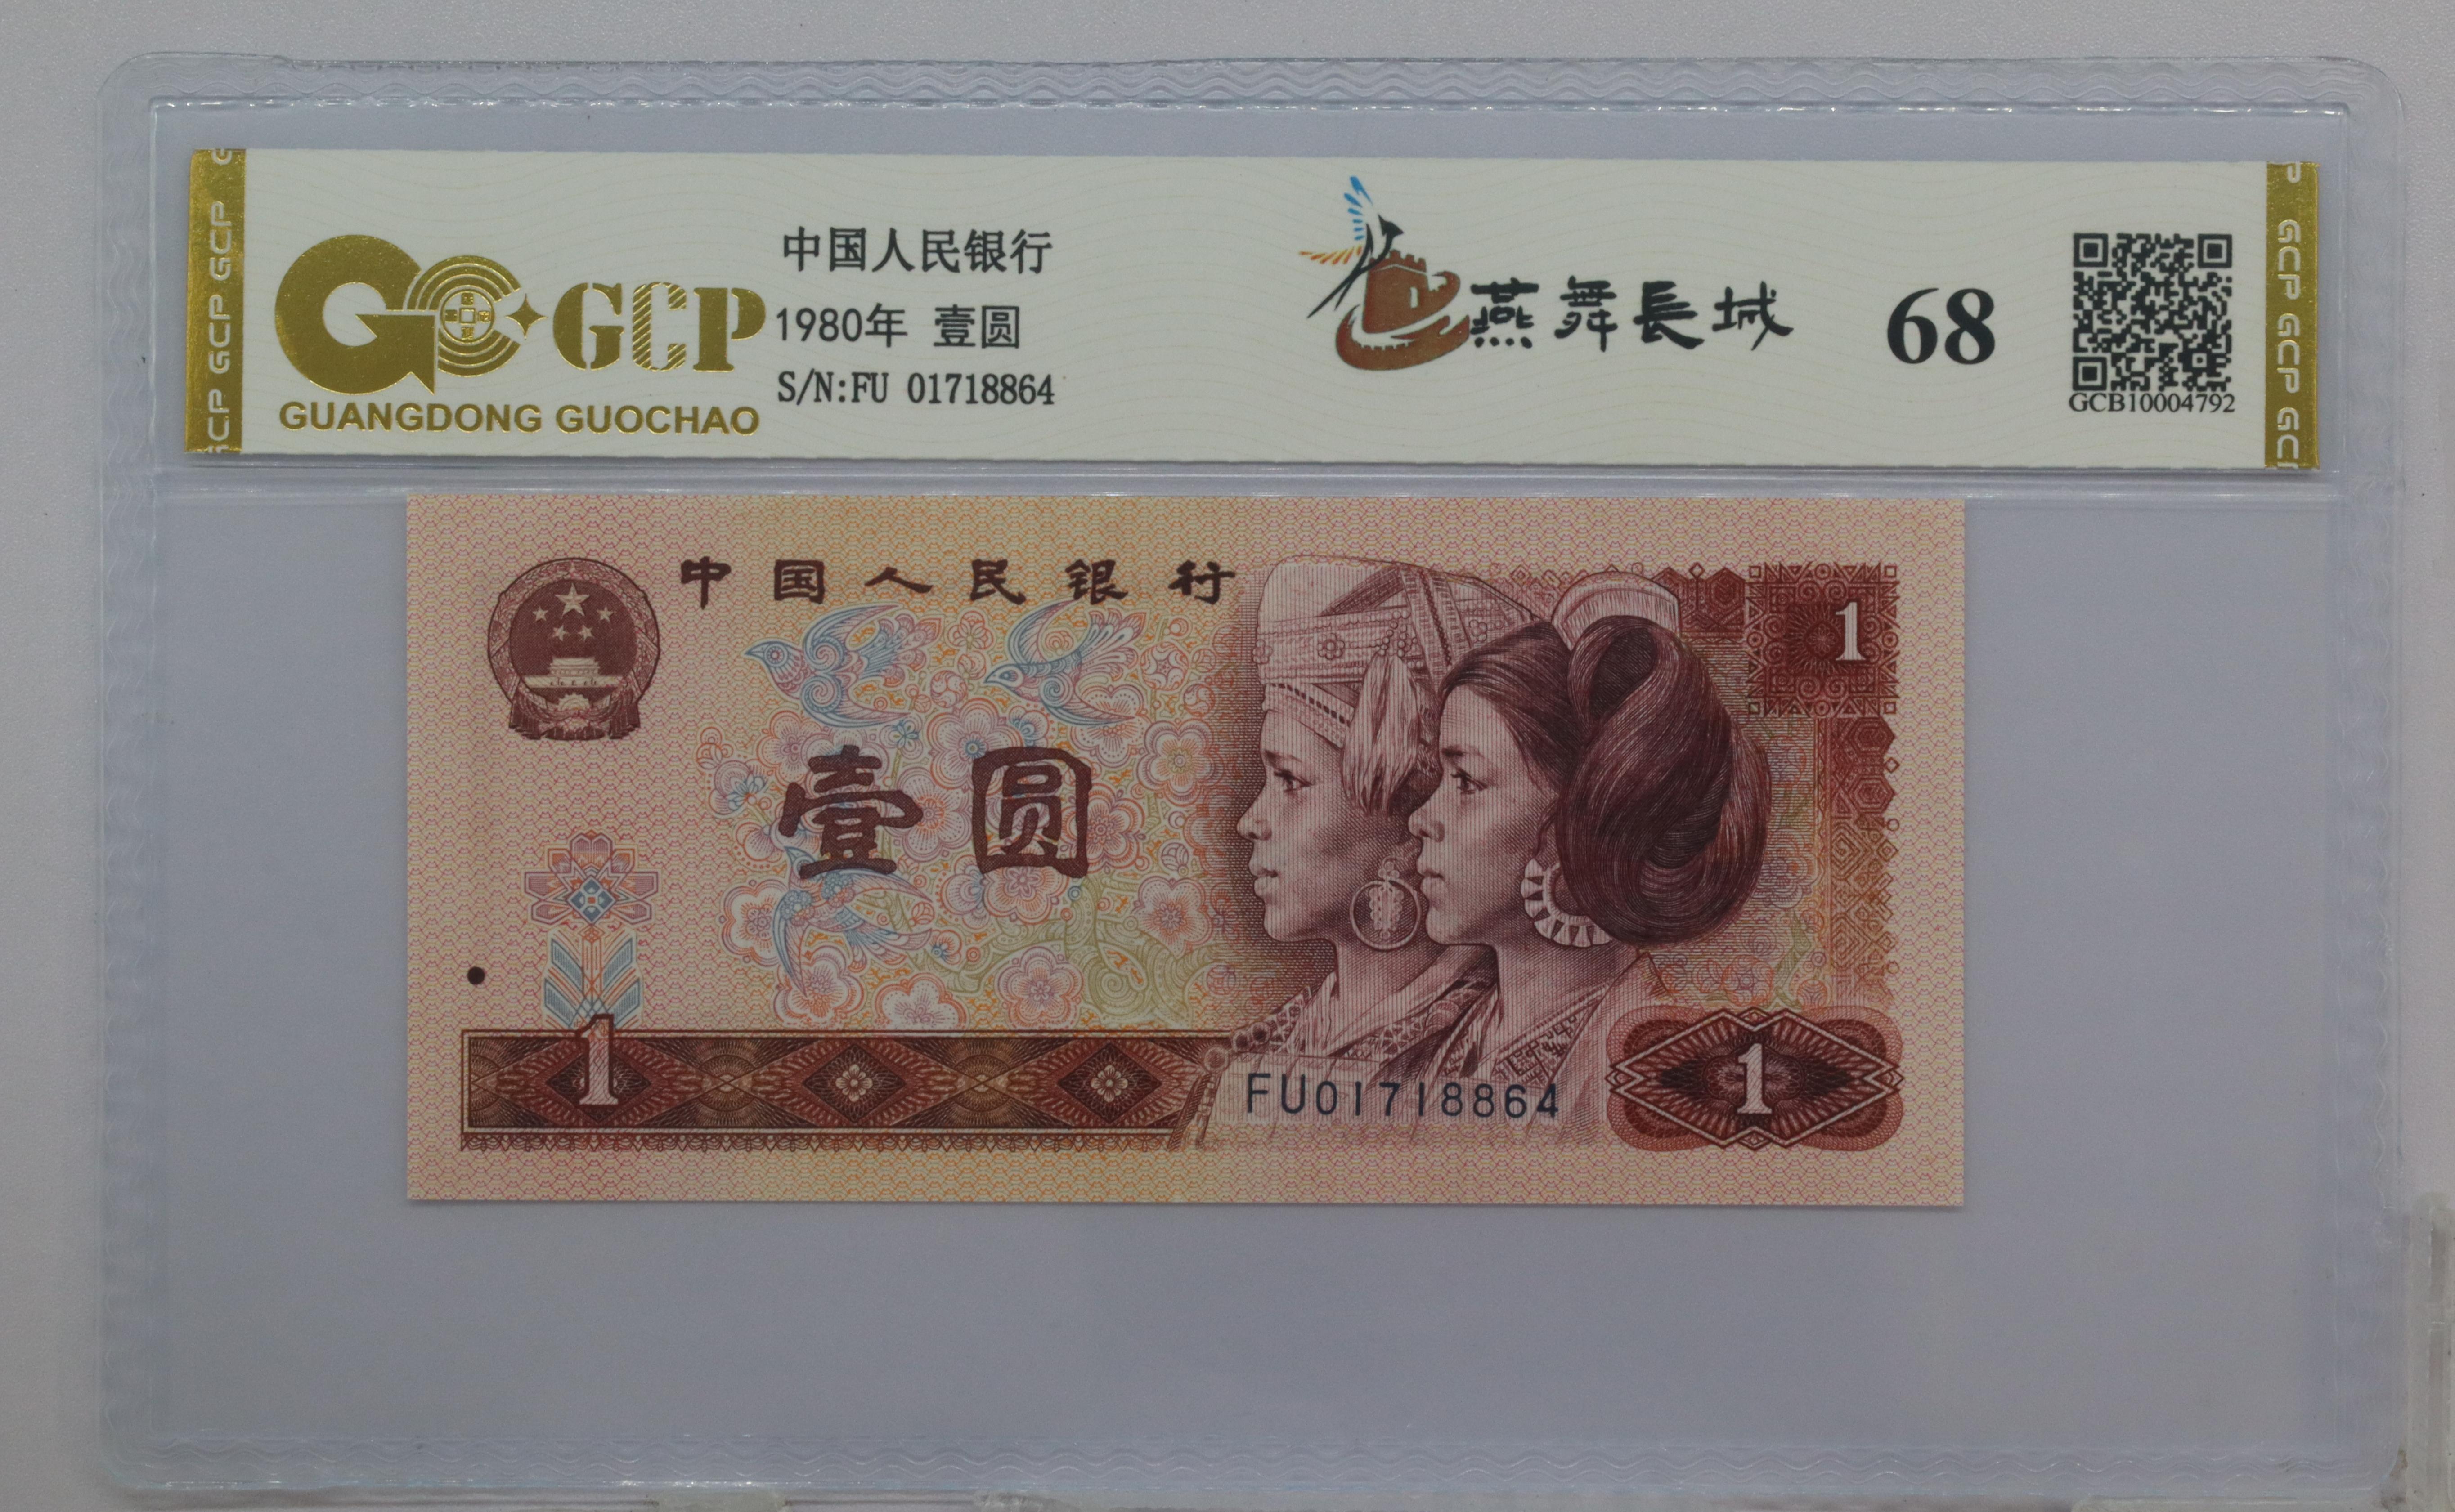 GCP GCP GCP G
GCP
GUANGDONG GUOCHAO
中国人民银行
1980年 壹圆
S/N:FU 01718864
燕舞長城
68
GCB10004792
P GCP GCP GC
中国人民银行
1
壹圆
1
FU01718864
1